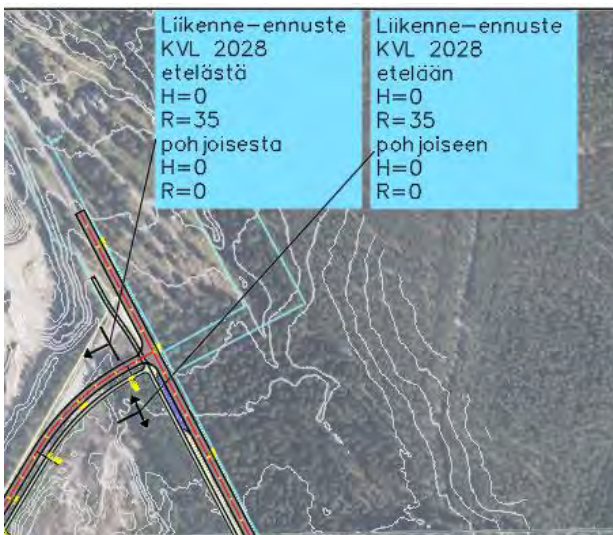 Liikenne-ennuste
KVL 2028
etelästä
H=0
R=35
pohjoisesta
H=0
R=0
Liikenne-ennuste
KVL 2028
etelään
H=0
R=35
pohjoiseen
H=0
R=0